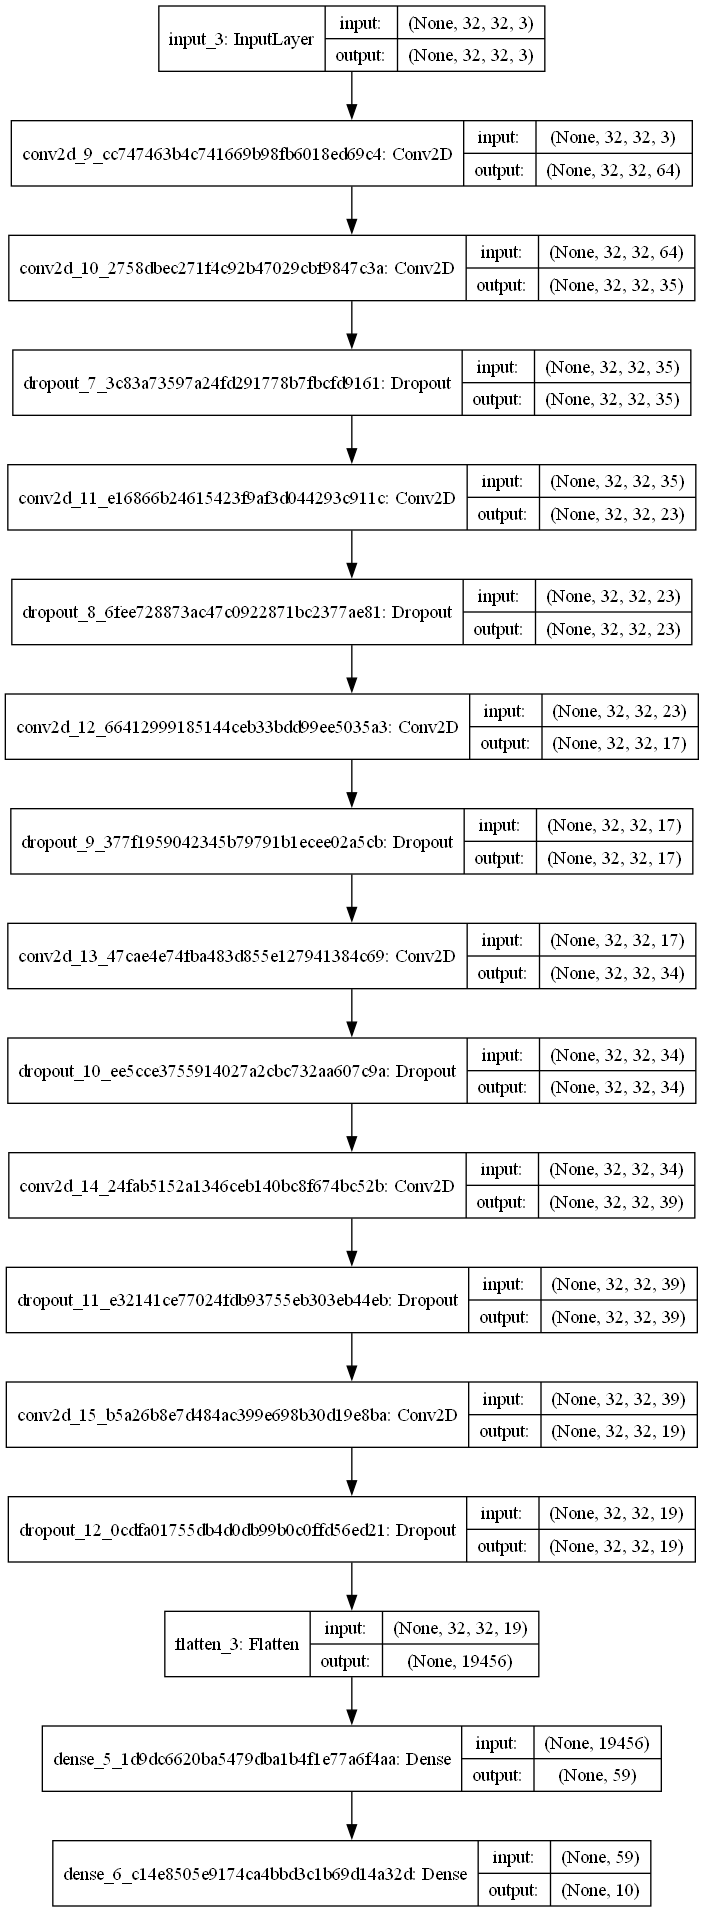 input_3: InputLayer
input: (None, 32, 32, 3)
output: (None, 32, 32, 3)
conv2d_9_cc747463b4c741669b98fb6018ed69c4: Conv2D
input: (None, 32, 32, 3)
output: (None, 32, 32, 64)
conv2d_10_2758dbec271f4c92b47029cbf9847c3a: Conv2D
input: (None, 32, 32, 64)
output: (None, 32, 32, 35)
dropout_7_3c83a73597a24fd291778b7fbcfd9161: Dropout
input: (None, 32, 32, 35)
output: (None, 32, 32, 35)
conv2d_11_e16866b24615423f9af3d044293c911c: Conv2D
input: (None, 32, 32, 35)
output: (None, 32, 32, 23)
dropout_8_6fee728873ac47c0922871bc2377ae81: Dropout
input: (None, 32, 32, 23)
output: (None, 32, 32, 23)
conv2d_12_66412999185144ceb33bdd99ee5035a3: Conv2D
input: (None, 32, 32, 23)
output: (None, 32, 32, 17)
dropout_9_377f1959042345b79791b1ecee02a5cb: Dropout
input: (None, 32, 32, 17)
output: (None, 32, 32, 17)
conv2d_13_47cae4e74fba483d855e127941384c69: Conv2D
input: (None, 32, 32, 17)
output: (None, 32, 32, 34)
dropout_10_ee5cce3755914027a2cbc732aa607c9a: Dropout
input: (None, 32, 32, 34)
output: (None, 32, 32, 34)
conv2d_14_24fab5152a1346ceb140bc8f674bc52b: Conv2D
input: (None, 32, 32, 34)
output: (None, 32, 32, 39)
dropout_11_e32141ce77024fdb93755eb303eb44eb: Dropout
input: (None, 32, 32, 39)
output: (None, 32, 32, 39)
conv2d_15_b5a26b8e7d484ac399e698b30d19e8ba: Conv2D
input: (None, 32, 32, 39)
output: (None, 32, 32, 19)
dropout_12_0cdfa01755db4d0db99b0c0ffd56ed21: Dropout
input: (None, 32, 32, 19)
output: (None, 32, 32, 19)
flatten_3: Flatten
input: (None, 32, 32, 19)
output: (None, 19456)
dense_5_1d9dc6620ba5479dba1b4f1e77a6f4aa: Dense
input: (None, 19456)
output: (None, 59)
dense_6_c14e8505e9174ca4bbd3c1b69d14a32d: Dense
input: (None, 59)
output: (None, 10)